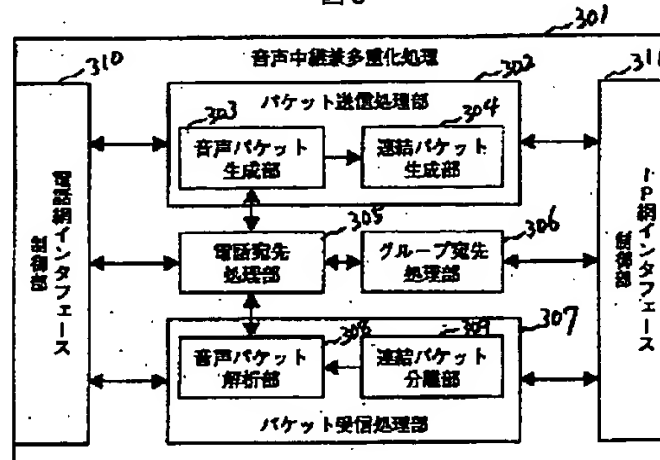 301
音声中継兼多重化処理
310
302
311
パケット送信処理部
303
304
音声パケット
生成部
連結パケット
生成部
電話網インタフェース
制御部
305
306
電話宛先
処理部
グループ宛先
処理部
IP網インタフェース
制御部
308
309
307
音声パケット
解析部
連結パケット
分離部
パケット受信処理部